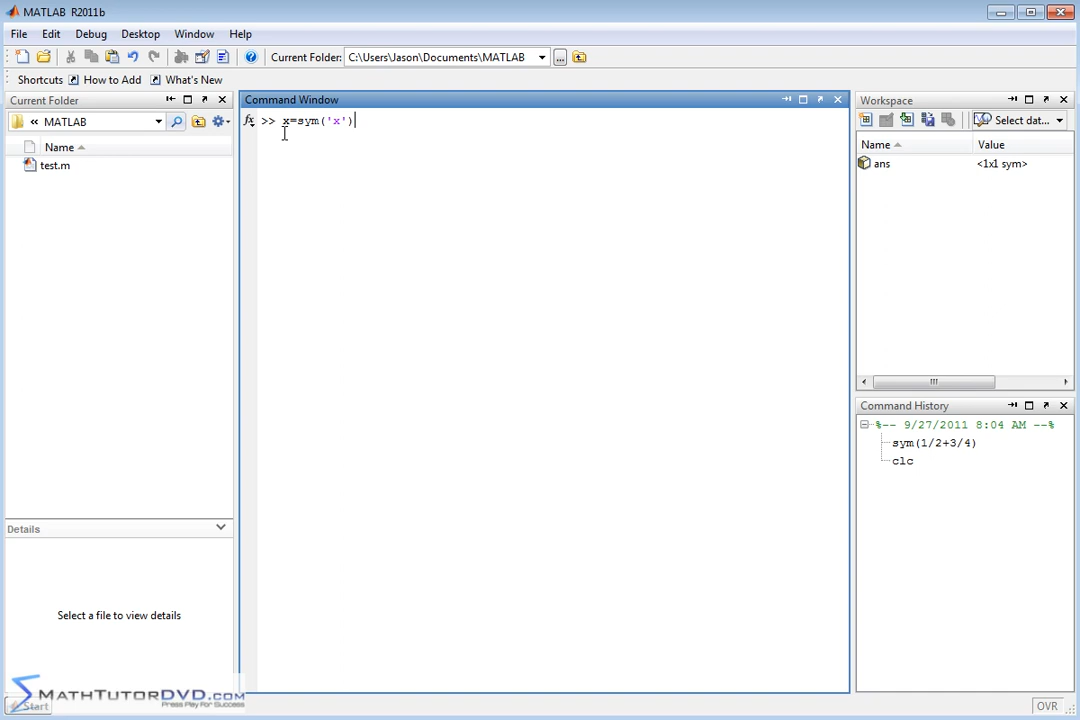 MATLAB R2011b
File Edit Debug Desktop Window Help
Current Folder: C:\Users\Jason\Documents\MATLAB ...
Shortcuts How to Add What's New
Current Folder
« MATLAB
Name
test.m
Details
Select a file to view details
MATHTUTORDVD.COM
Press Play For Success
Start
Command Window
fx >> x=sym('x')
Workspace
Select dat...
Name Value
ans <1x1 sym>
Command History
%-- 9/27/2011 8:04 AM --%
sym(1/2+3/4)
clc
OVR